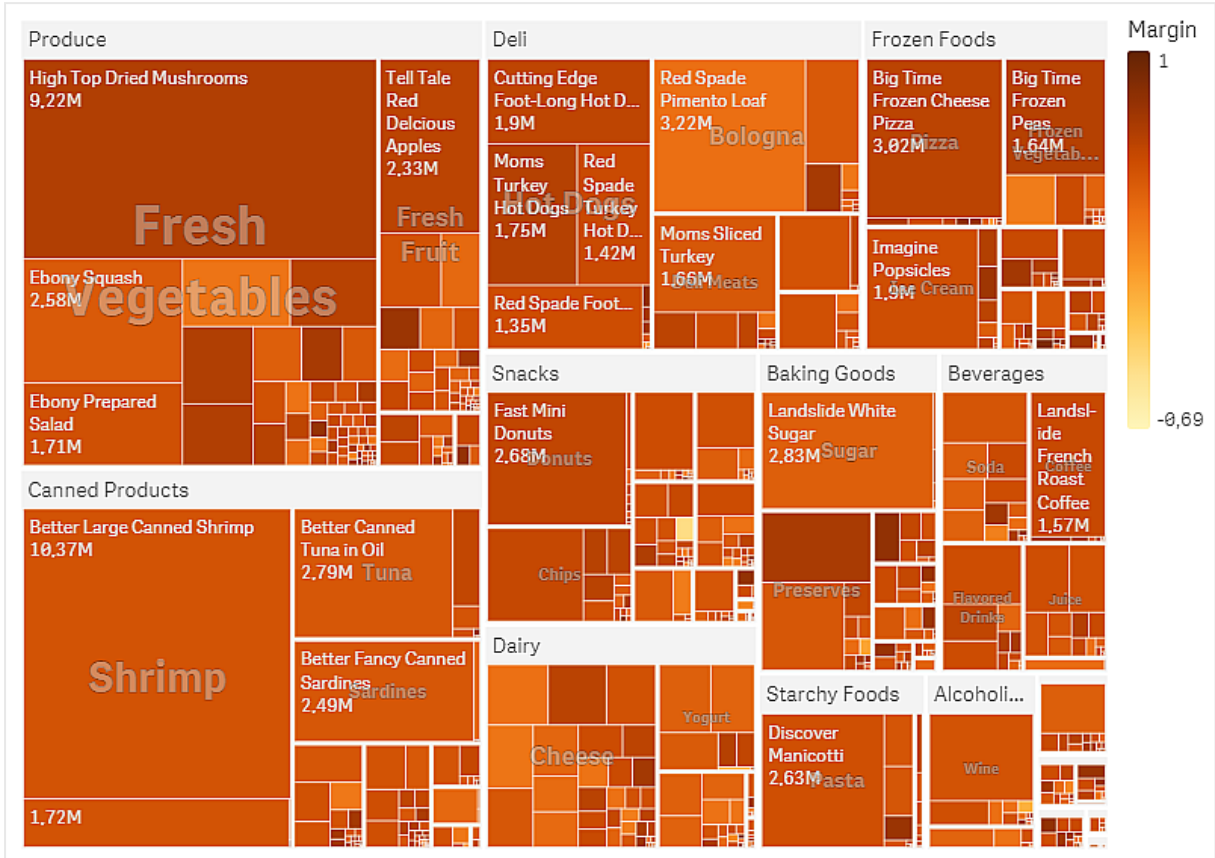 Produce
High Top Dried Mushrooms
9,22M
Fresh
Vegetables
Ebony Squash
2,58M
Ebony Prepared
Salad
1,71M
Tell Tale
Red
Delcious
Apples
2,33M
Fresh
Fruit
Canned Products
Better Large Canned Shrimp
10,37M
Shrimp
1,72M
Better Canned
Tuna in Oil
2,79M
Tuna
Better Fancy Canned
Sardines
2,49M
Sardines
Deli
Cutting Edge
Foot-Long Hot D...
1,9M
Moms
Turkey
Hot Dogs
1,75M
Hot Dogs
Red
Spade
Turkey
Hot D...
1,42M
Red Spade Foot...
1,35M
Red Spade
Pimento Loaf
3,22M
Bologna
Moms Sliced
Turkey
1,66M
Deli Meats
Frozen Foods
Big Time
Frozen Cheese
Pizza
3,02M
Pizza
Big Time
Frozen
Peas
1,64M
Frozen
Vegetab...
Imagine
Popsicles
1,9M
Ice Cream
Snacks
Fast Mini
Donuts
2,68M
Donuts
Chips
Dairy
Cheese
Yogurt
Baking Goods
Landslide White
Sugar
2,83M
Sugar
Preserves
Beverages
Soda
Landsl-
ide
French
Roast
Coffee
1,57M
Coffee
Flavored
Drinks
Juice
Starchy Foods
Discover
Manicotti
2,63M
Pasta
Alcoholi...
Wine
Margin
1
-0,69